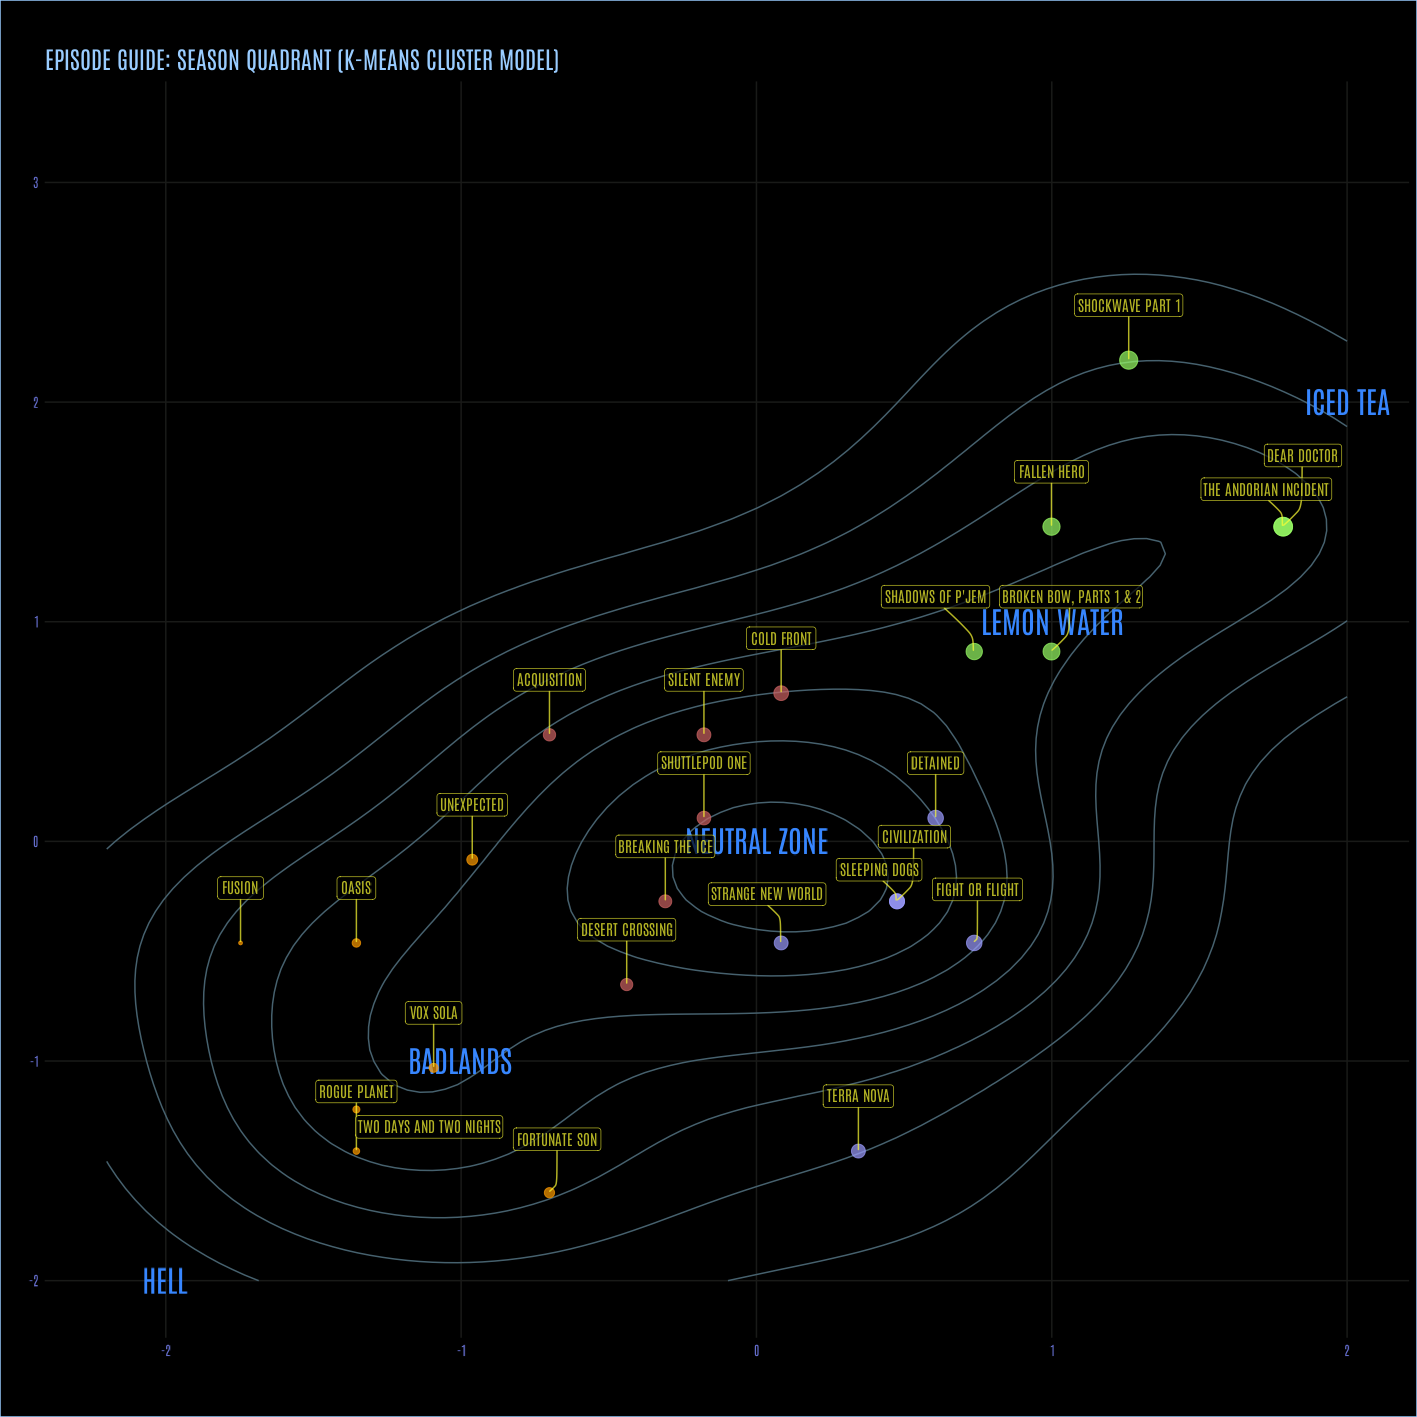 EPISODE GUIDE: SEASON QUADRANT (K-MEANS CLUSTER MODEL)
3
SHOCKWAVE PART 1
2
ICED TEA
DEAR DOCTOR
FALLEN HERO
THE ANDORIAN INCIDENT
SHADOWS OF P'JEM
BROKEN BOW, PARTS 1 & 2
1
LEMON WATER
COLD FRONT
ACQUISITION
SILENT ENEMY
SHUTTLEPOD ONE
DETAINED
UNEXPECTED
0
NEUTRAL ZONE
CIVILIZATION
BREAKING THE ICE
SLEEPING DOGS
FUSION
OASIS
STRANGE NEW WORLD
FIGHT OR FLIGHT
DESERT CROSSING
VOX SOLA
-1
BADLANDS
ROGUE PLANET
TERRA NOVA
TWO DAYS AND TWO NIGHTS
FORTUNATE SON
-2
HELL
-2
-1
0
1
2